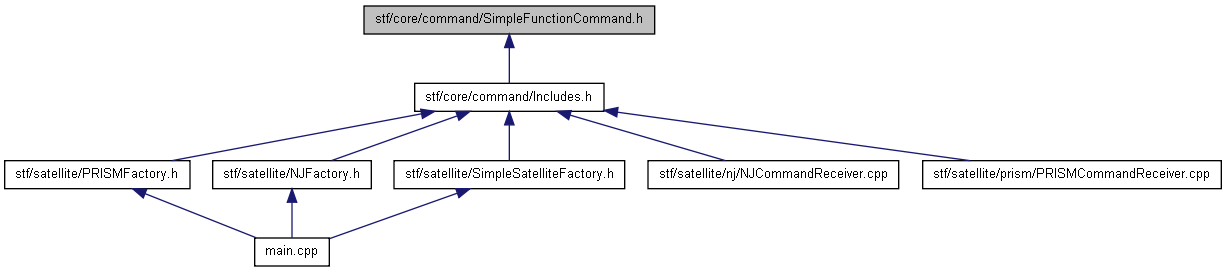 stf/core/command/SimpleFunctionCommand.h
stf/core/command/Includes.h
stf/satellite/PRISMFactory.h
stf/satellite/NJFactory.h
stf/satellite/SimpleSatelliteFactory.h
stf/satellite/nj/NJCommandReceiver.cpp
stf/satellite/prism/PRISMCommandReceiver.cpp
main.cpp